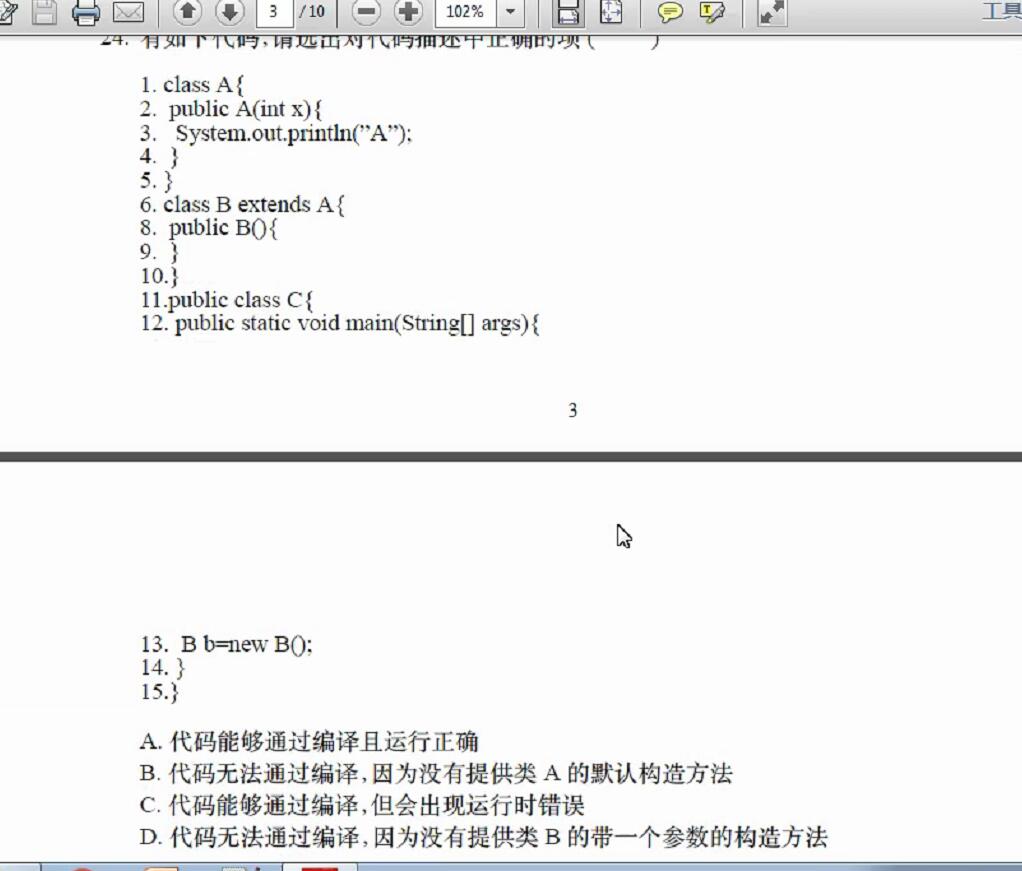 3 /10 102% 工具
24. 有如下代码,请选出对代码描述中正确的项( )
1. class A{
2. public A(int x){
3. System.out.println(”A”);
4. }
5. }
6. class B extends A{
8. public B(){
9. }
10.}
11.public class C{
12. public static void main(String[] args){
3
13. B b=new B();
14. }
15.}
A. 代码能够通过编译且运行正确
B. 代码无法通过编译,因为没有提供类 A 的默认构造方法
C. 代码能够通过编译,但会出现运行时错误
D. 代码无法通过编译,因为没有提供类 B 的带一个参数的构造方法